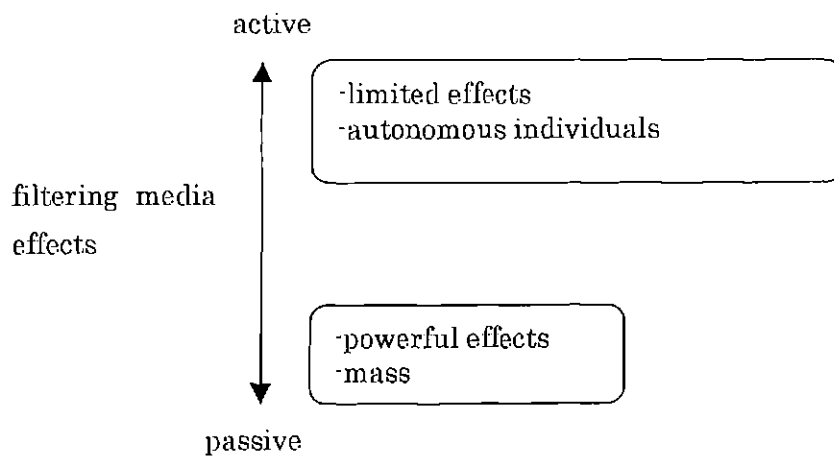 active
-limited effects
-autonomous individuals
filtering media
effects
-powerful effects
-mass
passive